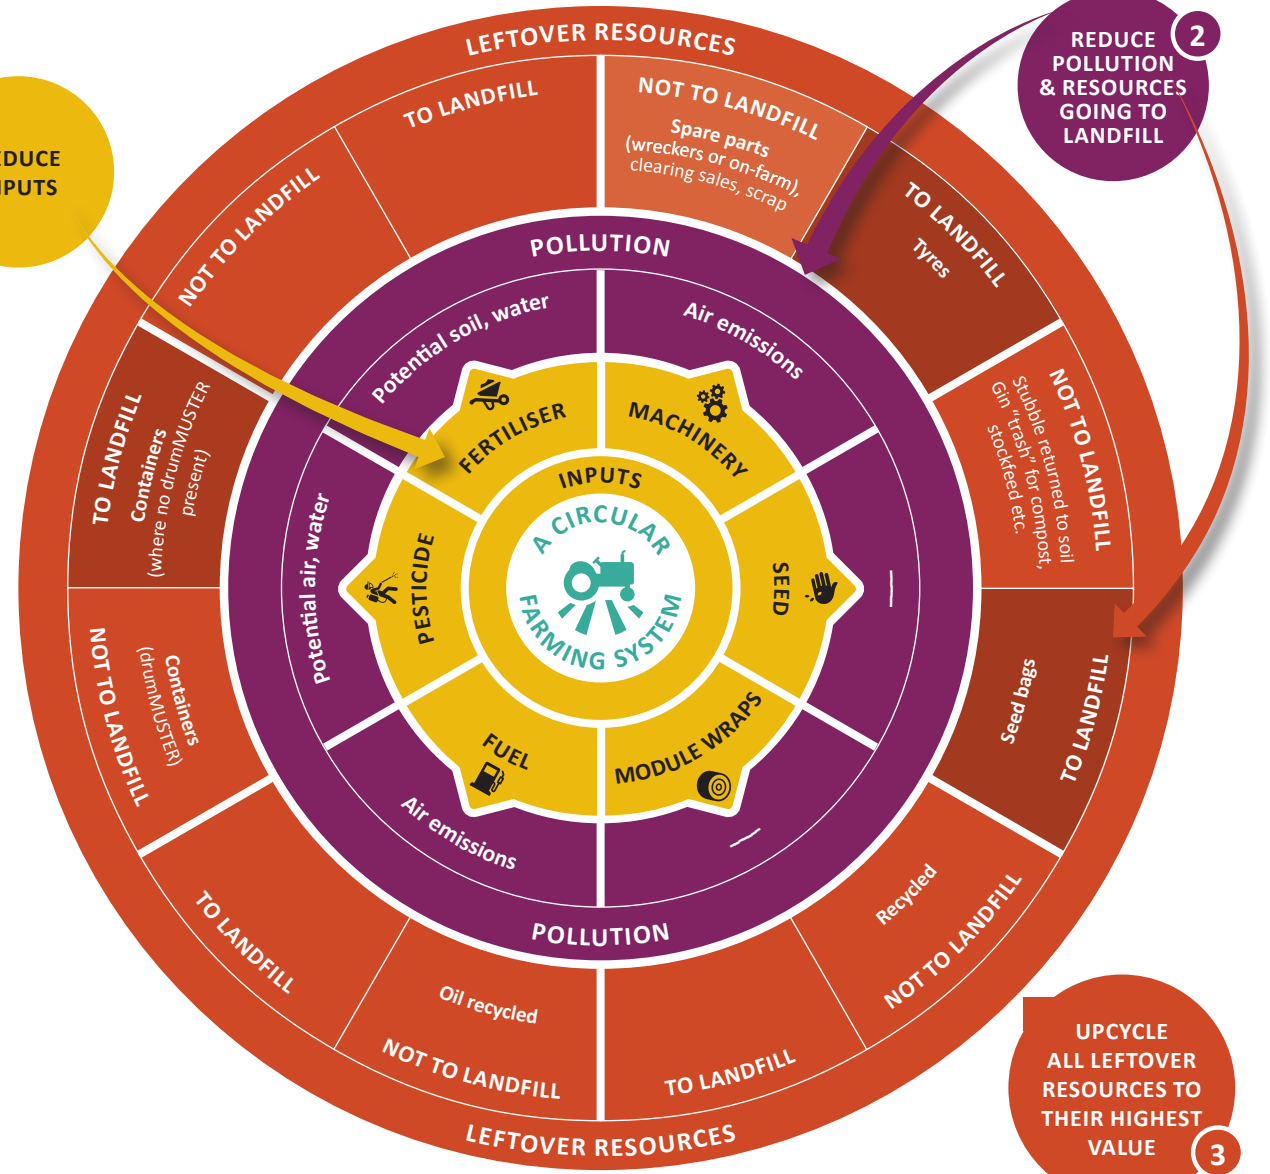 EDUCE
PUTS
REDUCE
POLLUTION
& RESOURCES
GOING TO
LANDFILL
2
LEFTOVER RESOURCES
TO LANDFILL
NOT TO LANDFILL
Spare parts
(wreckers or on-farm),
clearing sales, scrap
TO LANDFILL
Tyres
NOT TO LANDFILL
Stubble returned to soil
Gin “trash” for compost,
stockfeed etc.
TO LANDFILL
Seed bags
NOT TO LANDFILL
Recycled
TO LANDFILL
NOT TO LANDFILL
Oil recycled
TO LANDFILL
NOT TO LANDFILL
Containers
(drumMUSTER)
TO LANDFILL
Containers
(where no drumMUSTER
present)
NOT TO LANDFILL
LEFTOVER RESOURCES
POLLUTION
Potential soil, water
Air emissions
Potential air, water
Air emissions
POLLUTION
FERTILISER
MACHINERY
SEED
MODULE WRAPS
FUEL
PESTICIDE
INPUTS
A CIRCULAR
FARMING SYSTEM
UPCYCLE
ALL LEFTOVER
RESOURCES TO
THEIR HIGHEST
VALUE
3